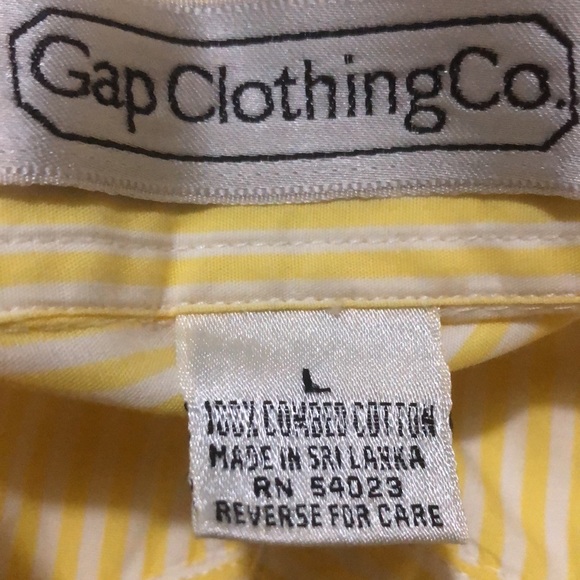 Gap Clothing Co.
L
100% COMBED COTTON
MADE IN SRI LANKA
RN 54023
REVERSE FOR CARE